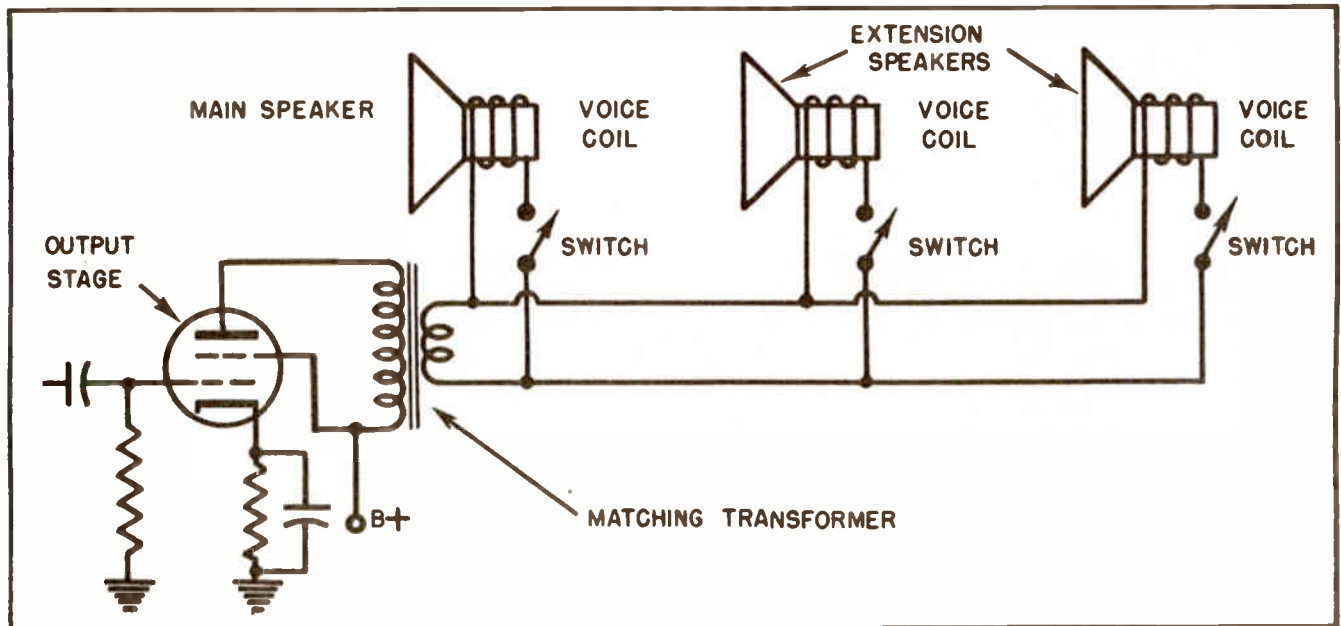 EXTENSION
SPEAKERS
MAIN SPEAKER
VOICE
COIL
VOICE
COIL
VOICE
COIL
OUTPUT
STAGE
SWITCH
SWITCH
SWITCH
B+
MATCHING TRANSFORMER